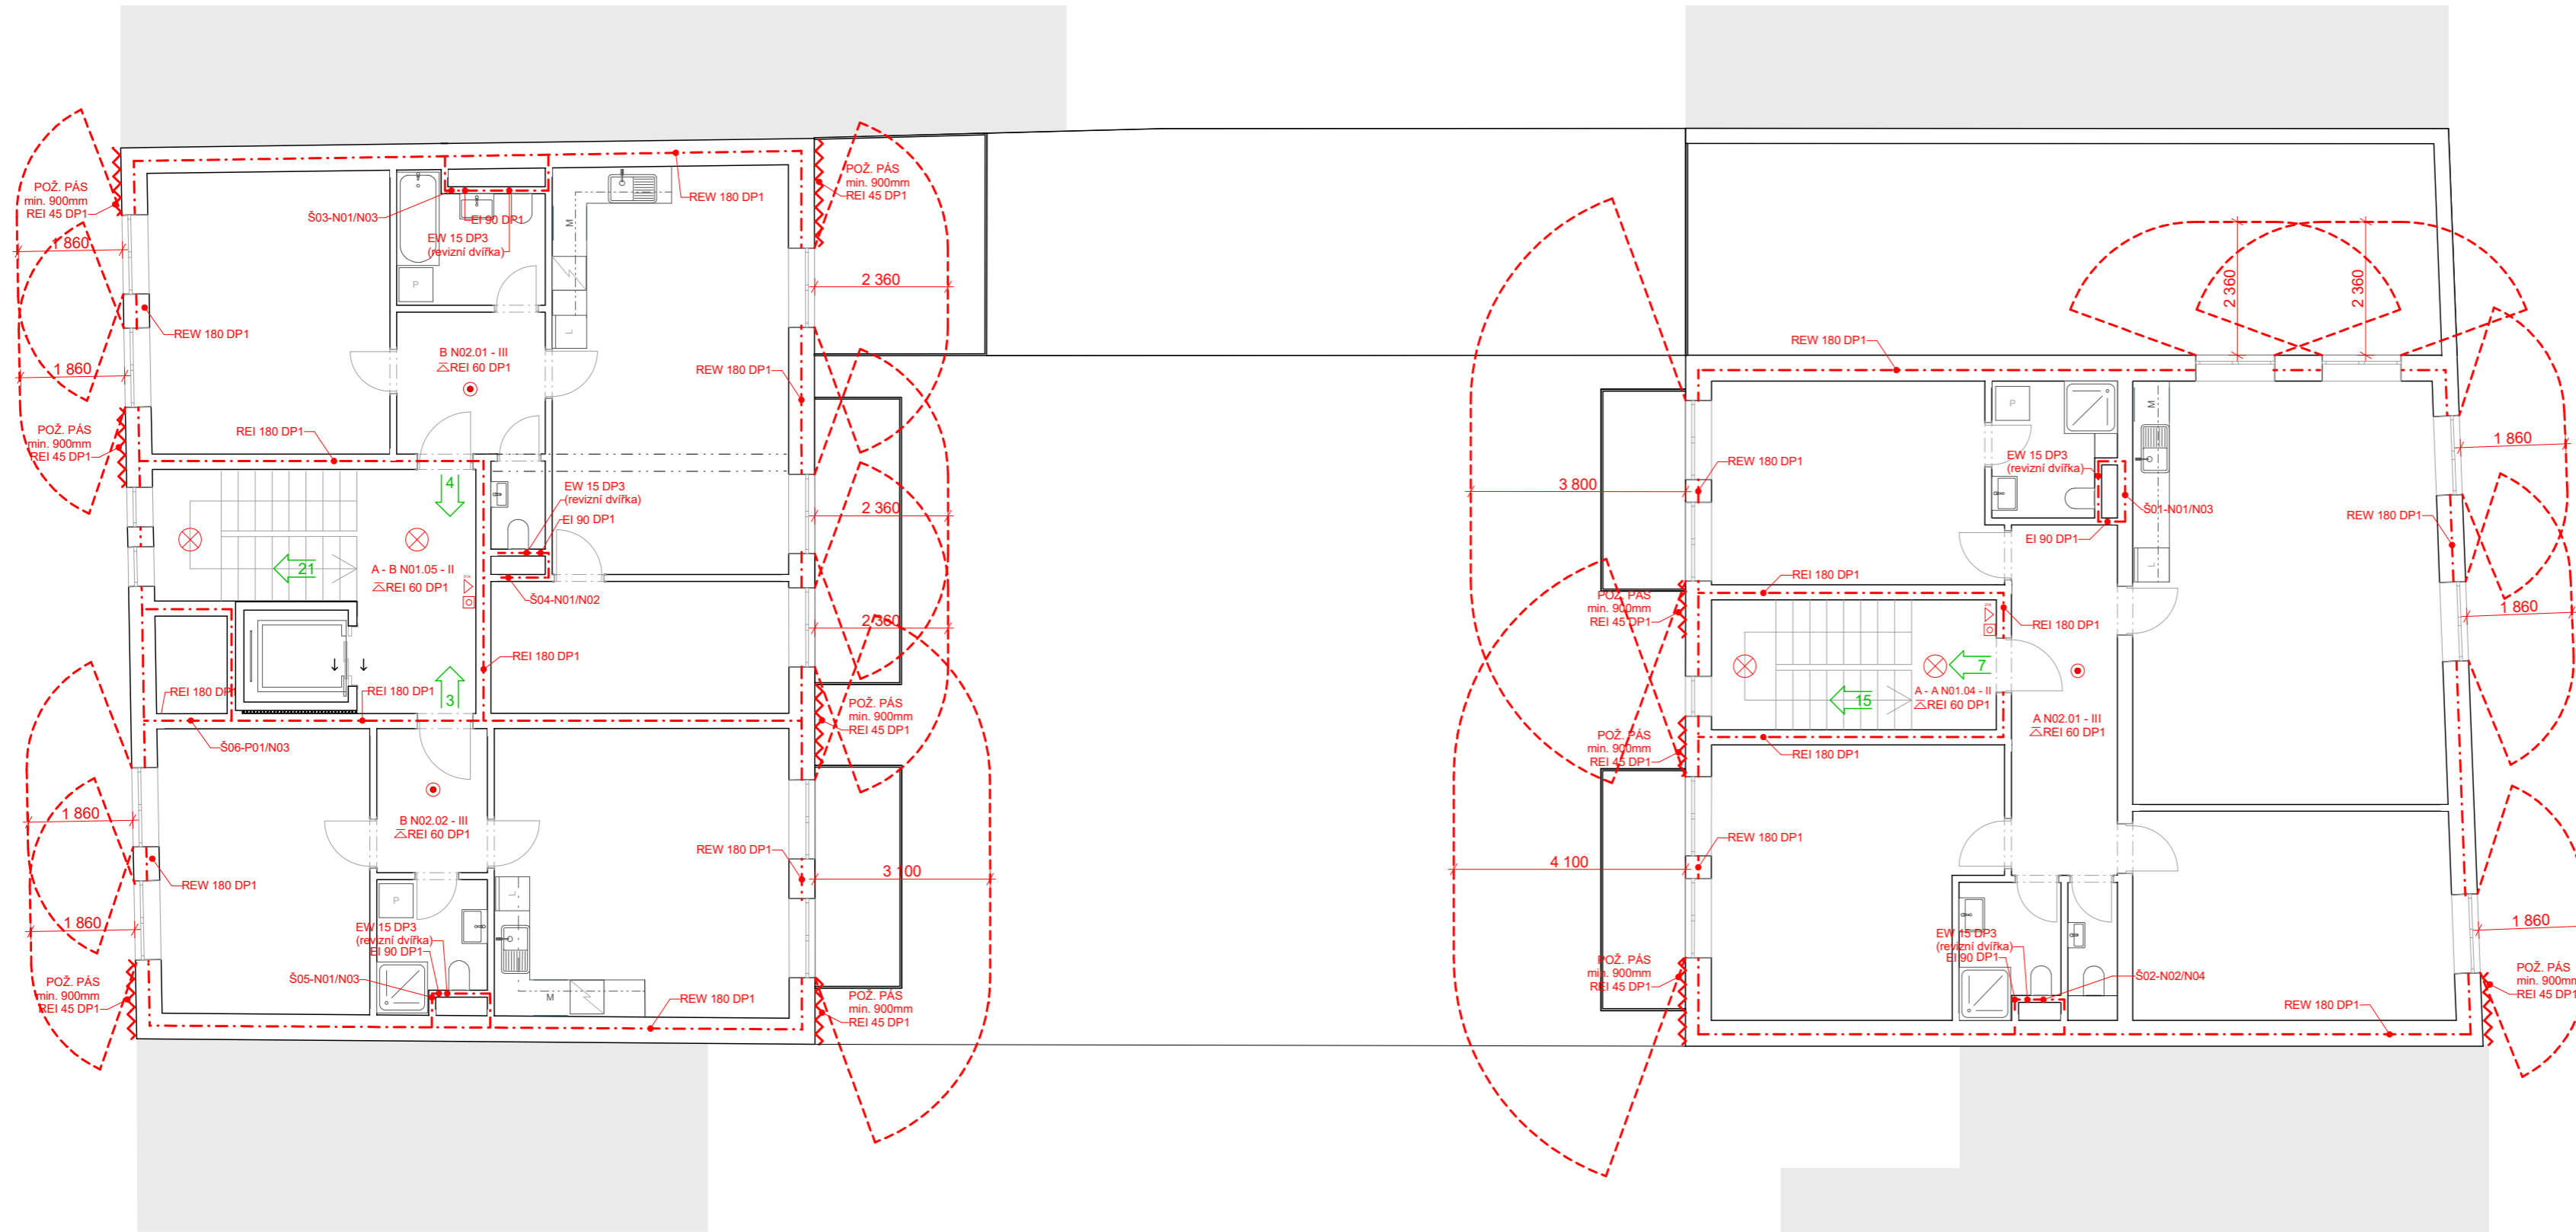 POŽ. PÁS
min. 900mm
REI 45 DP1
1 860
REW 180 DP1
1 860
POŽ. PÁS
min. 900mm
REI 45 DP1
Š03-N01/N03
EI 90 DP1
EW 15 DP3
(revizní dvířka)
P
M
L
REW 180 DP1
POŽ. PÁS
min. 900mm
REI 45 DP1
2 360
B N02.01 - III
REI 60 DP1
REW 180 DP1
REI 180 DP1
4
EW 15 DP3
(revizní dvířka)
EI 90 DP1
2 360
21
A - B N01.05 - II
REI 60 DP1
Š04-N01/N02
2 360
REI 180 DP1
REI 180 DP1
REI 180 DP1
3
Š06-P01/N03
POŽ. PÁS
min. 900mm
REI 45 DP1
1 860
B N02.02 - III
REI 60 DP1
REW 180 DP1
REW 180 DP1
3 100
P
L
1 860
EW 15 DP3
(revizní dvířka)
EI 90 DP1
Š05-N01/N03
M
REW 180 DP1
POŽ. PÁS
min. 900mm
REI 45 DP1
POŽ. PÁS
min. 900mm
REI 45 DP1
2 360
2 360
REW 180 DP1
P
M
1 860
3 800
REW 180 DP1
EW 15 DP3
(revizní dvířka)
Š01-N01/N03
EI 90 DP1
REW 180 DP1
L
REI 180 DP1
POŽ. PÁS
min. 900mm
REI 45 DP1
REI 180 DP1
1 860
7
15
A - A N01.04 - II
REI 60 DP1
A N02.01 - III
REI 60 DP1
POŽ. PÁS
min. 900mm
REI 45 DP1
REI 180 DP1
REW 180 DP1
4 100
1 860
EW 15 DP3
(revizní dvířka)
EI 90 DP1
Š02-N02/N04
POŽ. PÁS
min. 900mm
REI 45 DP1
REW 180 DP1
POŽ. PÁS
min. 900mm
REI 45 DP1